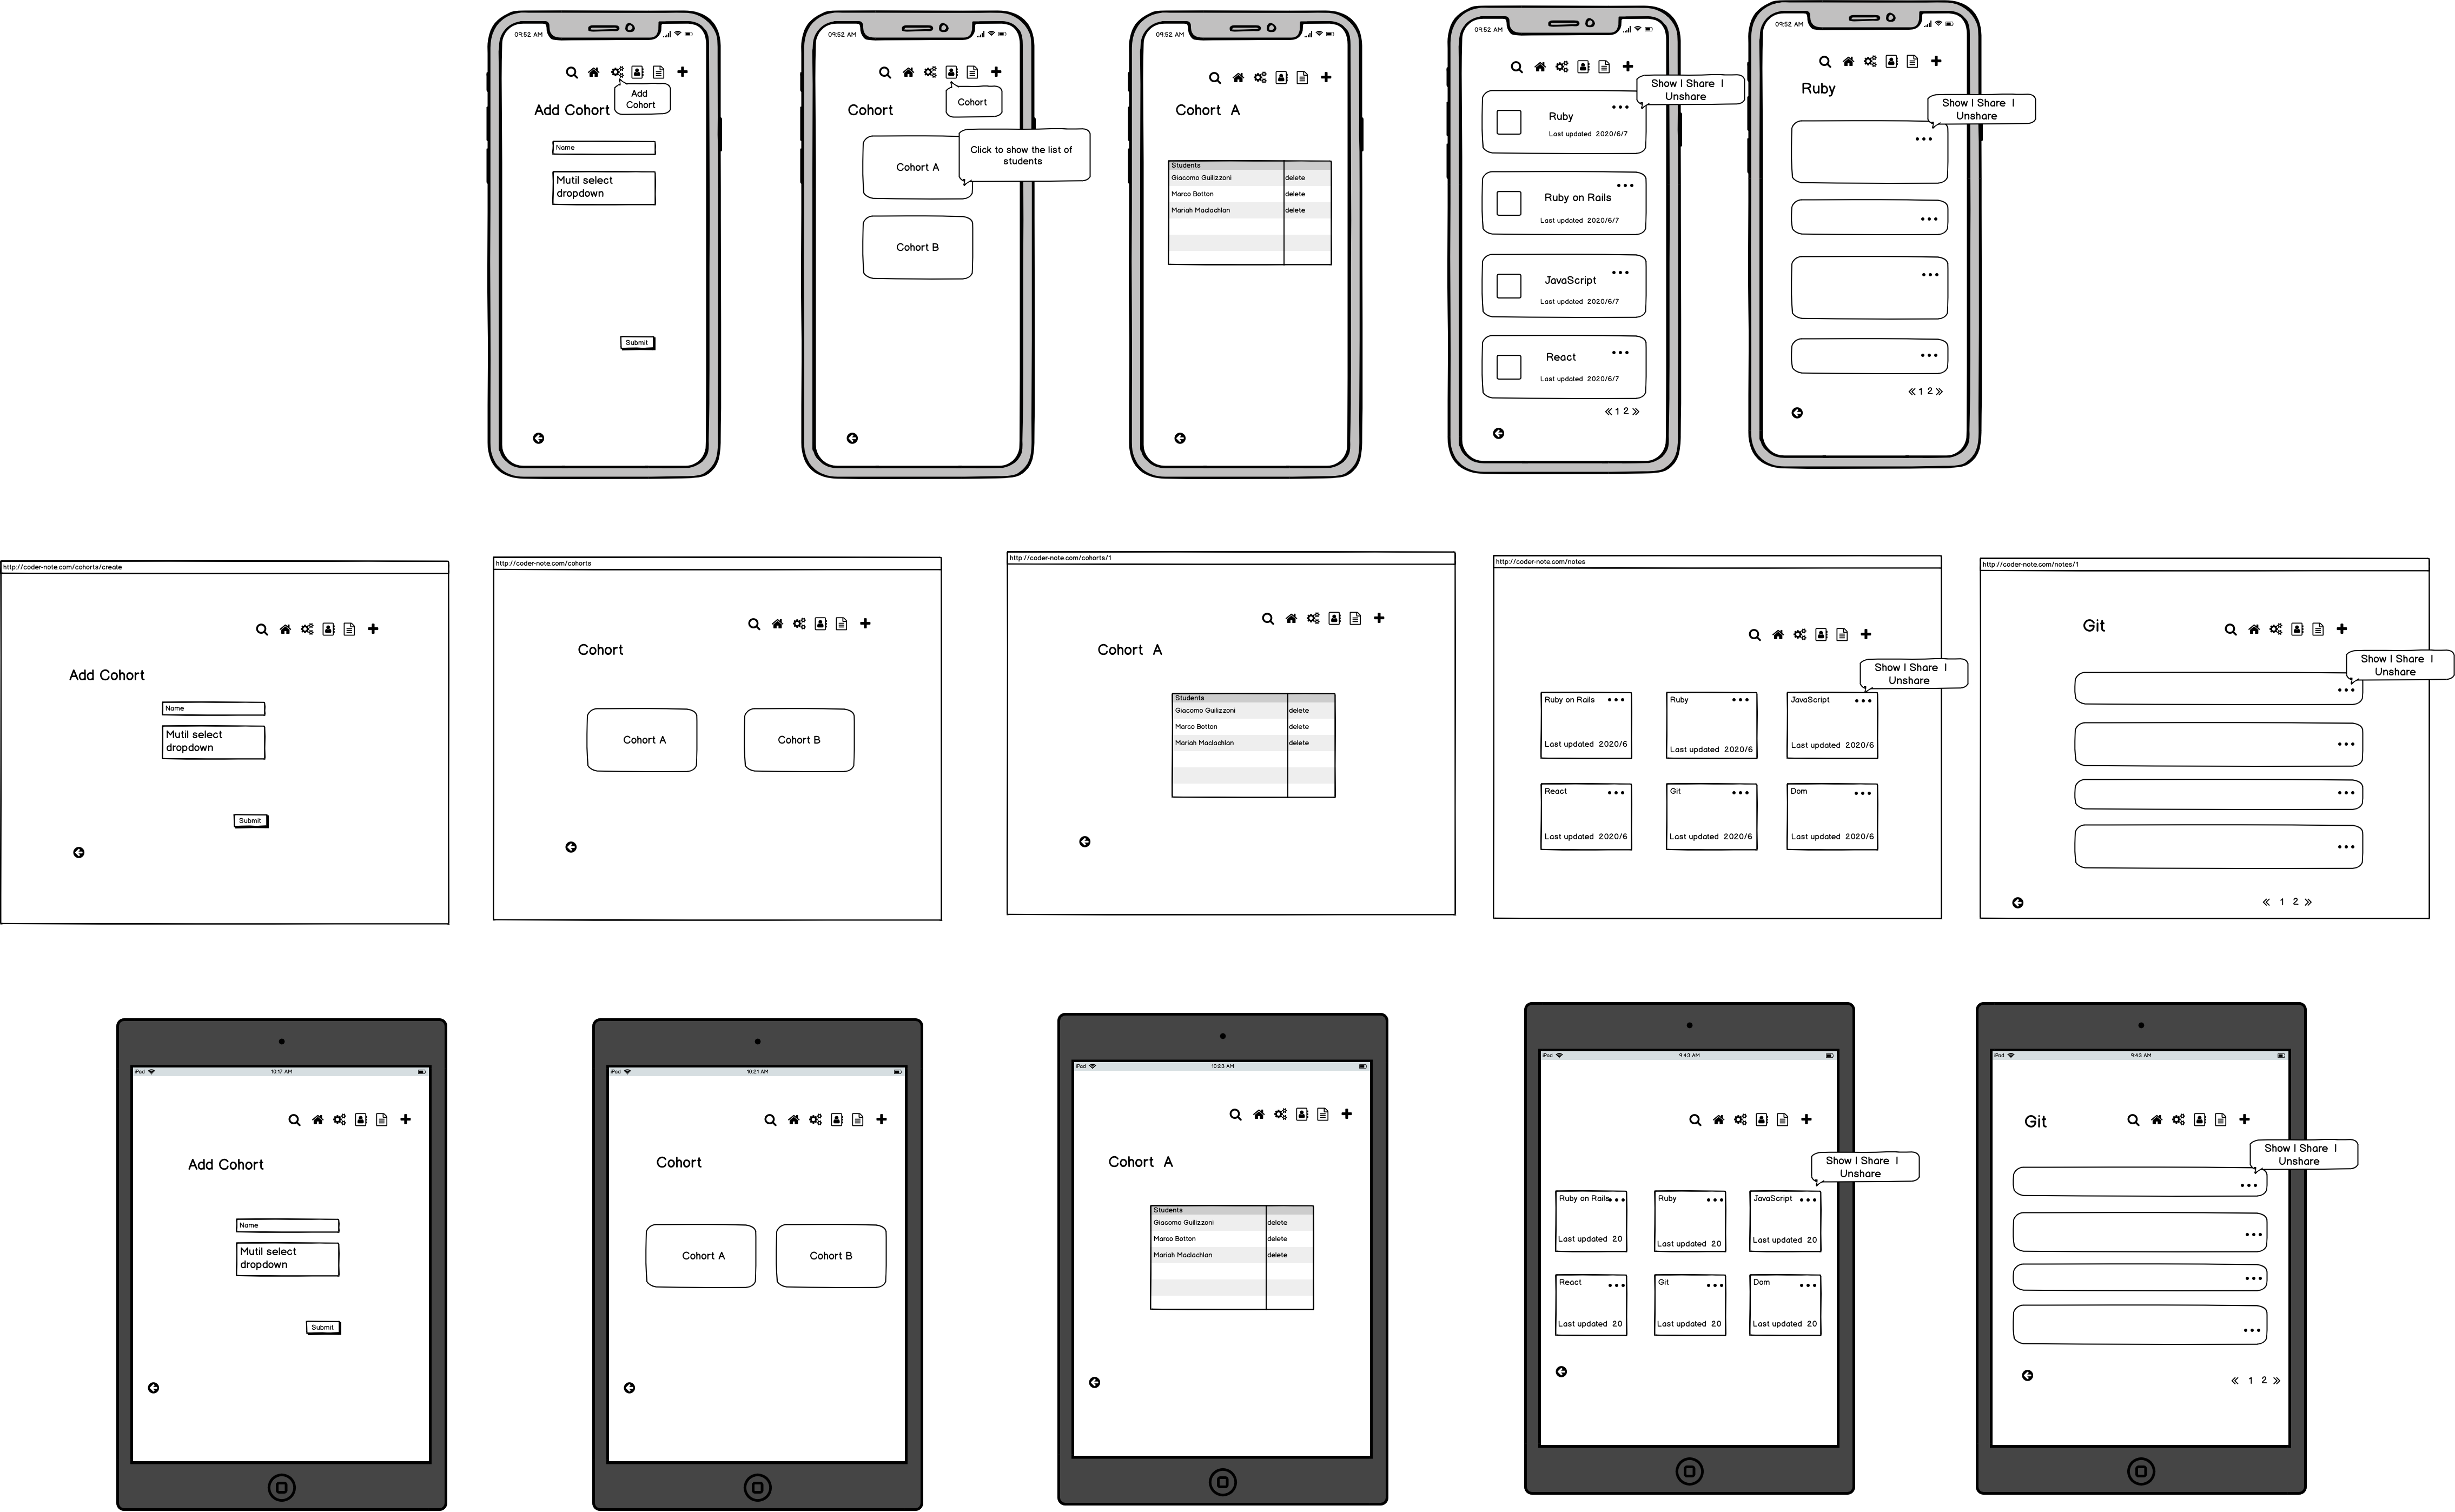 09:52 AM
Add
Cohort
Add Cohort
Name
Mutil select
dropdown
Submit
09:52 AM
Cohort
Cohort
Click to show the list of
students
Cohort A
Cohort B
09:52 AM
Cohort A
Students
Giacomo Guilizzoni delete
Marco Botton delete
Mariah Maclachlan delete
09:52 AM
Show | Share |
Unshare
Ruby
Last updated 2020/6/7
Ruby on Rails
Last updated 2020/6/7
JavaScript
Last updated 2020/6/7
React
Last updated 2020/6/7
« 1 2 »
09:52 AM
Ruby
Show | Share |
Unshare
« 1 2 »
http://coder-note.com/cohorts/create
Add Cohort
Name
Mutil select
dropdown
Submit
http://coder-note.com/cohorts
Cohort
Cohort A
Cohort B
http://coder-note.com/cohorts/1
Cohort A
Students
Giacomo Guilizzoni delete
Marco Botton delete
Mariah Maclachlan delete
http://coder-note.com/notes
Show | Share |
Unshare
Ruby on Rails
Last updated 2020/6
Ruby
Last updated 2020/6
JavaScript
Last updated 2020/6
React
Last updated 2020/6
Git
Last updated 2020/6
Dom
Last updated 2020/6
http://coder-note.com/notes/1
Git
Show | Share |
Unshare
« 1 2 »
iPod 10:17 AM
Add Cohort
Name
Mutil select
dropdown
Submit
iPod 10:21 AM
Cohort
Cohort A
Cohort B
iPod 10:23 AM
Cohort A
Students
Giacomo Guilizzoni delete
Marco Botton delete
Mariah Maclachlan delete
iPod 9:43 AM
Show | Share |
Unshare
Ruby on Rails
Last updated 20
Ruby
Last updated 20
JavaScript
Last updated 20
React
Last updated 20
Git
Last updated 20
Dom
Last updated 20
iPod 9:43 AM
Git
Show | Share |
Unshare
« 1 2 »